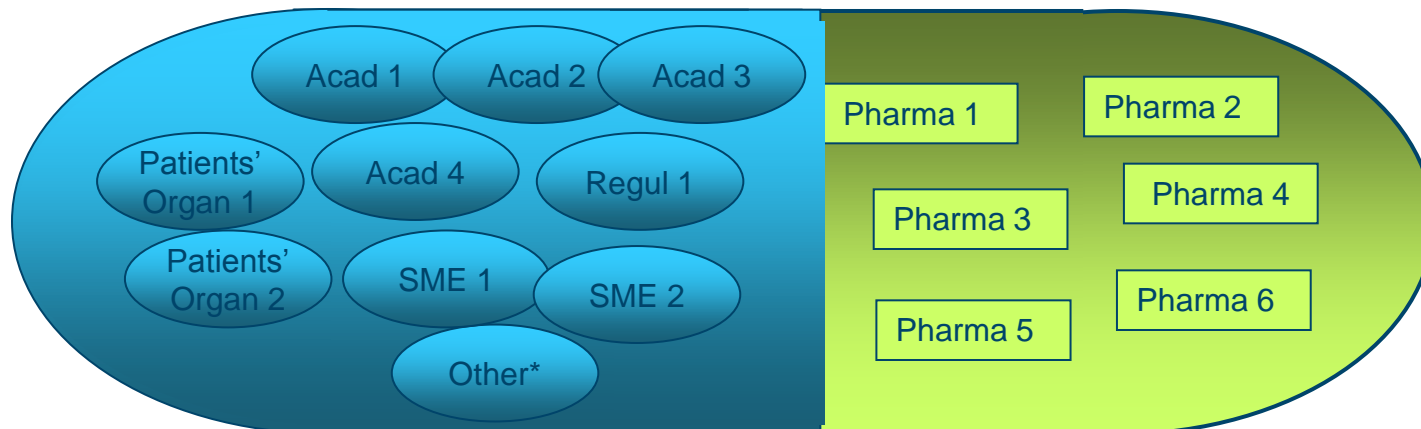 Acad 1
Acad 2
Acad 3
Patients'
Organ 1
Acad 4
Regul 1
Patients'
Organ 2
SME 1
SME 2
Other*
Pharma 1
Pharma 2
Pharma 3
Pharma 4
Pharma 5
Pharma 6